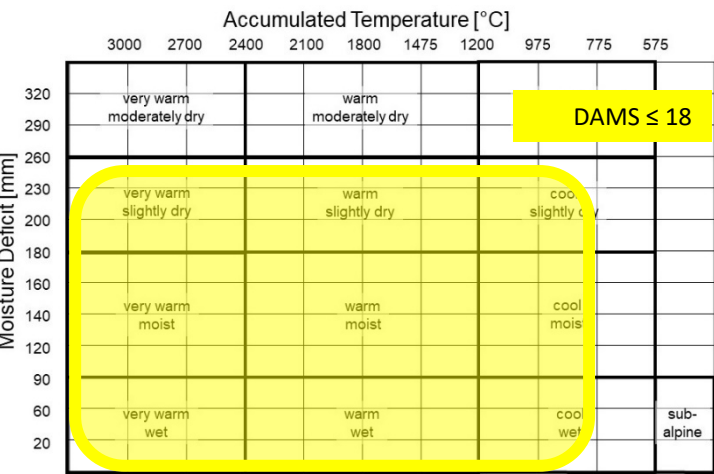 Accumulated Temperature [°C]
3000 2700 2400 2100 1800 1475 1200 975 775 575
Moisture Deficit [mm]
320
290
260
230
200
180
160
140
120
90
60
20
very warm
moderately dry
warm
moderately dry
DAMS ≤ 18
very warm
slightly dry
warm
slightly dry
cool
slightly dry
very warm
moist
warm
moist
cool
moist
very warm
wet
warm
wet
cool
wet
sub-
alpine